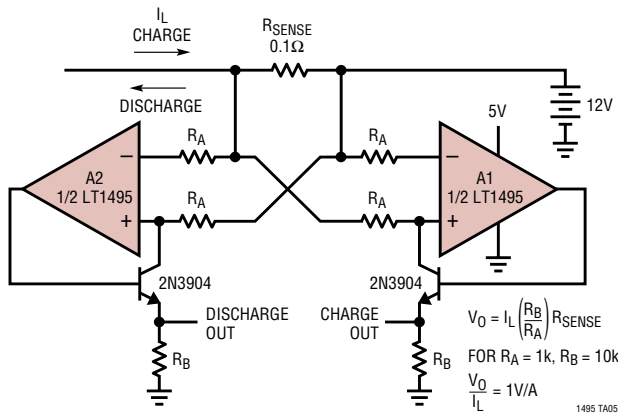 I_L
CHARGE
R_SENSE
0.1Ω
DISCHARGE
12V
5V
R_A
R_A
−
−
A2
1/2 LT1495
A1
1/2 LT1495
+
R_A
R_A
+
2N3904
2N3904
DISCHARGE
OUT
CHARGE
OUT
R_B
R_B
V_O = I_L (R_B/R_A) R_SENSE
FOR R_A = 1k, R_B = 10k
V_O/I_L = 1V/A
1495 TA05